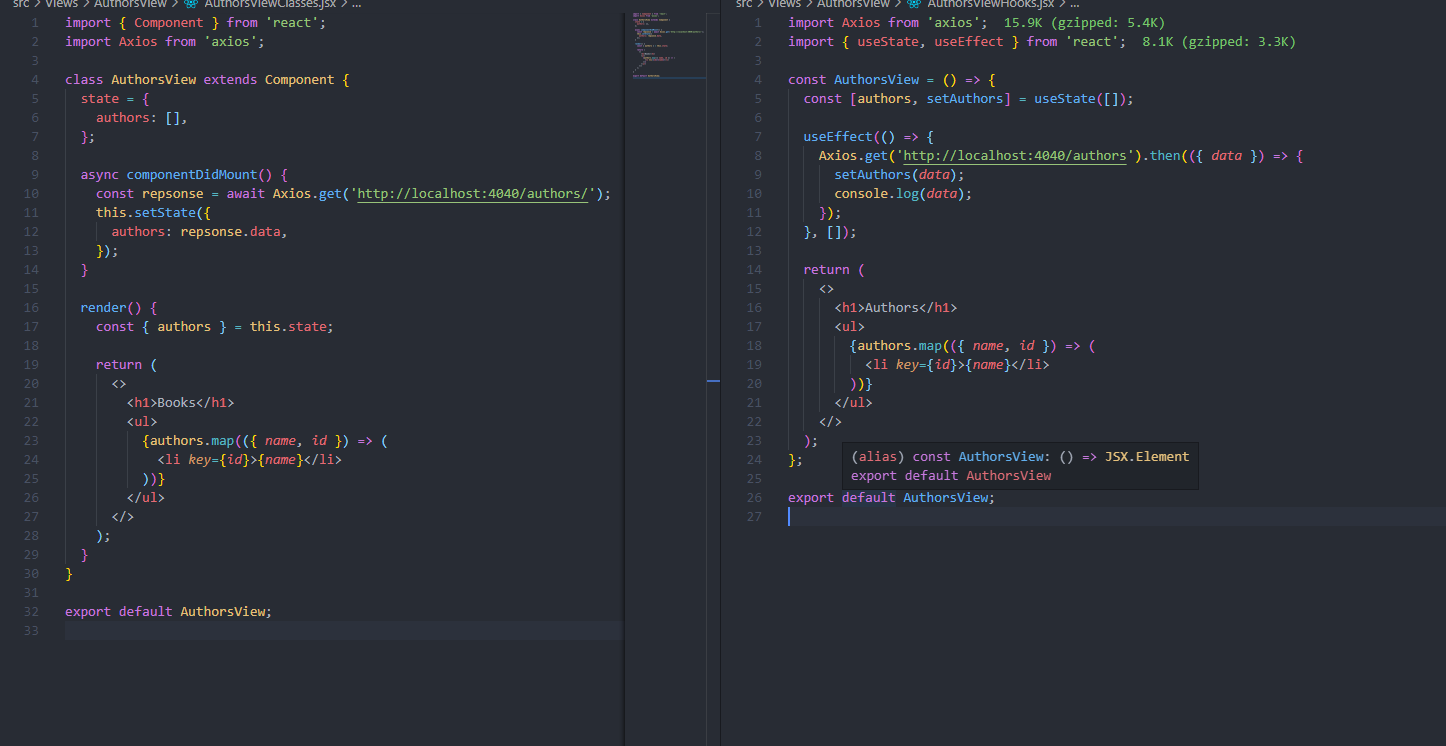 src > Views > AuthorsView > AuthorsViewClasses.jsx > ...
1 import { Component } from 'react';
2 import Axios from 'axios';
3
4 class AuthorsView extends Component {
5 state = {
6 authors: [],
7 };
8
9 async componentDidMount() {
10 const repsonse = await Axios.get('http://localhost:4040/authors/');
11 this.setState({
12 authors: repsonse.data,
13 });
14 }
15
16 render() {
17 const { authors } = this.state;
18
19 return (
20 <>
21 <h1>Books</h1>
22 <ul>
23 {authors.map(({ name, id }) => (
24 <li key={id}>{name}</li>
25 ))}
26 </ul>
27 </>
28 );
29 }
30 }
31
32 export default AuthorsView;
33
src > Views > AuthorsView > AuthorsViewHooks.jsx > ...
1 import Axios from 'axios'; 15.9K (gzipped: 5.4K)
2 import { useState, useEffect } from 'react'; 8.1K (gzipped: 3.3K)
3
4 const AuthorsView = () => {
5 const [authors, setAuthors] = useState([]);
6
7 useEffect(() => {
8 Axios.get('http://localhost:4040/authors').then(({ data }) => {
9 setAuthors(data);
10 console.log(data);
11 });
12 }, []);
13
14 return (
15 <>
16 <h1>Authors</h1>
17 <ul>
18 {authors.map(({ name, id }) => (
19 <li key={id}>{name}</li>
20 ))}
21 </ul>
22 </>
23 );
24 };
(alias) const AuthorsView: () => JSX.Element
export default AuthorsView
25
26 export default AuthorsView;
27